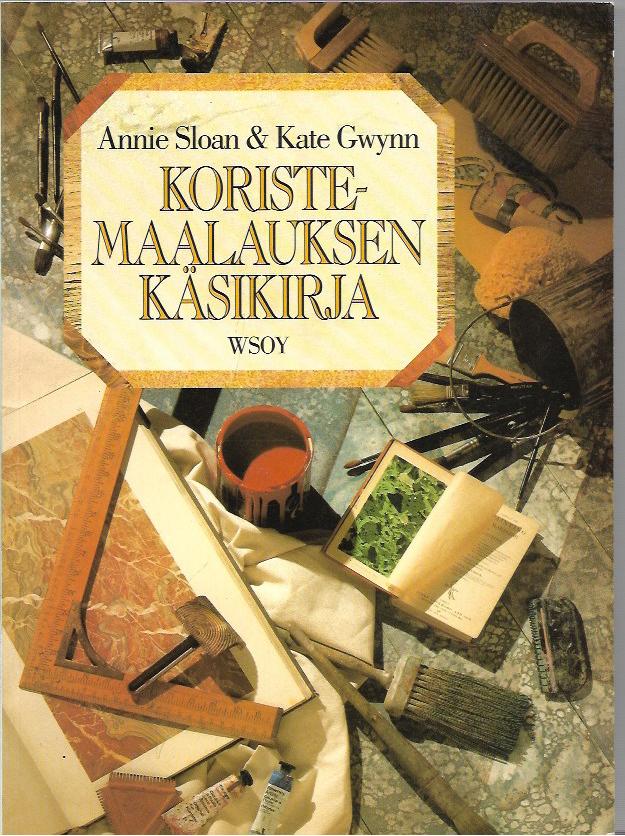 Annie Sloan & Kate Gwynn
KORISTE-
MAALAUKSEN
KÄSIKIRJA
WSOY